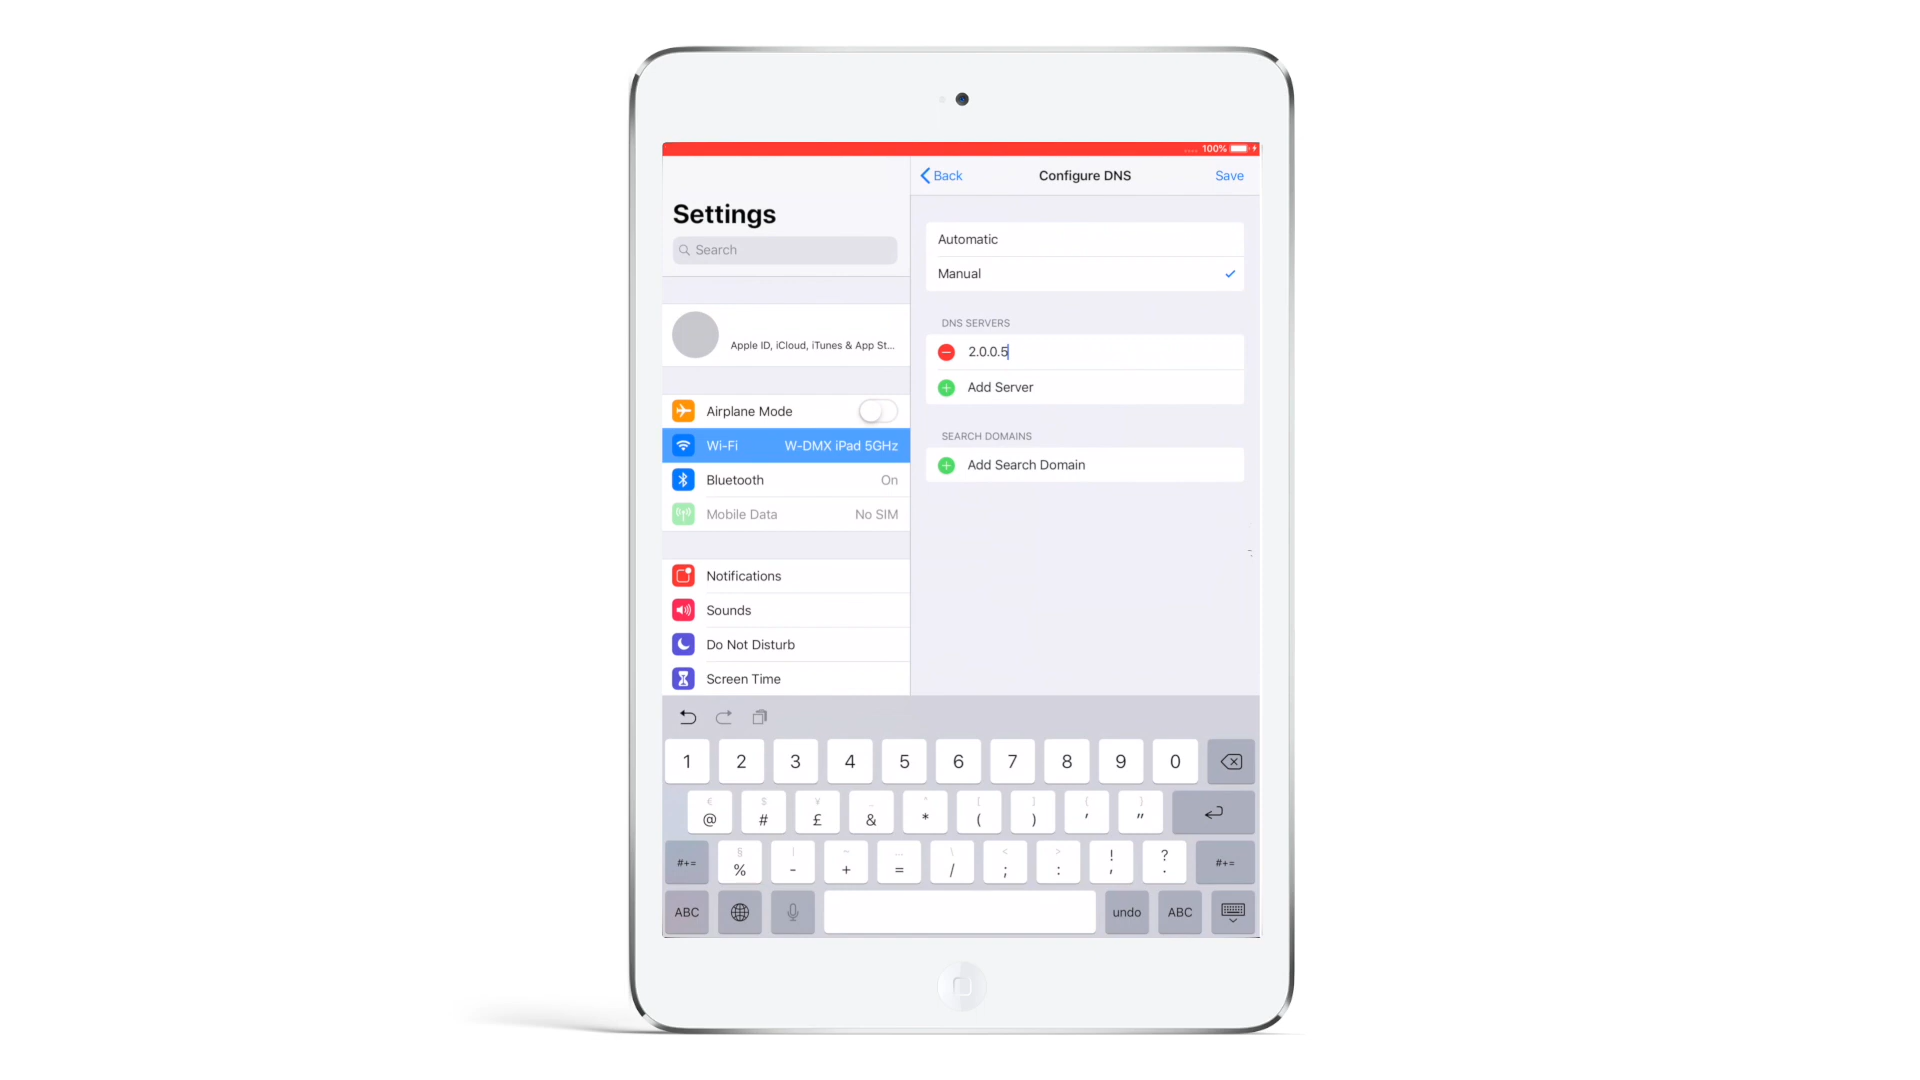 100%
Back
Configure DNS
Save
Settings
Search
Automatic
Manual
DNS SERVERS
2.0.0.5
Add Server
SEARCH DOMAINS
Add Search Domain
Apple ID, iCloud, iTunes & App St...
Airplane Mode
Wi-Fi W-DMX iPad 5GHz
Bluetooth On
Mobile Data No SIM
Notifications
Sounds
Do Not Disturb
Screen Time
1 2 3 4 5 6 7 8 9 0
€ $ ¥ _ ^ [ ] { }
@ # £ & * ( ) ' "
§ | ~ … \ < > ! ?
#+= % - + = / ; : , . #+=
ABC undo ABC